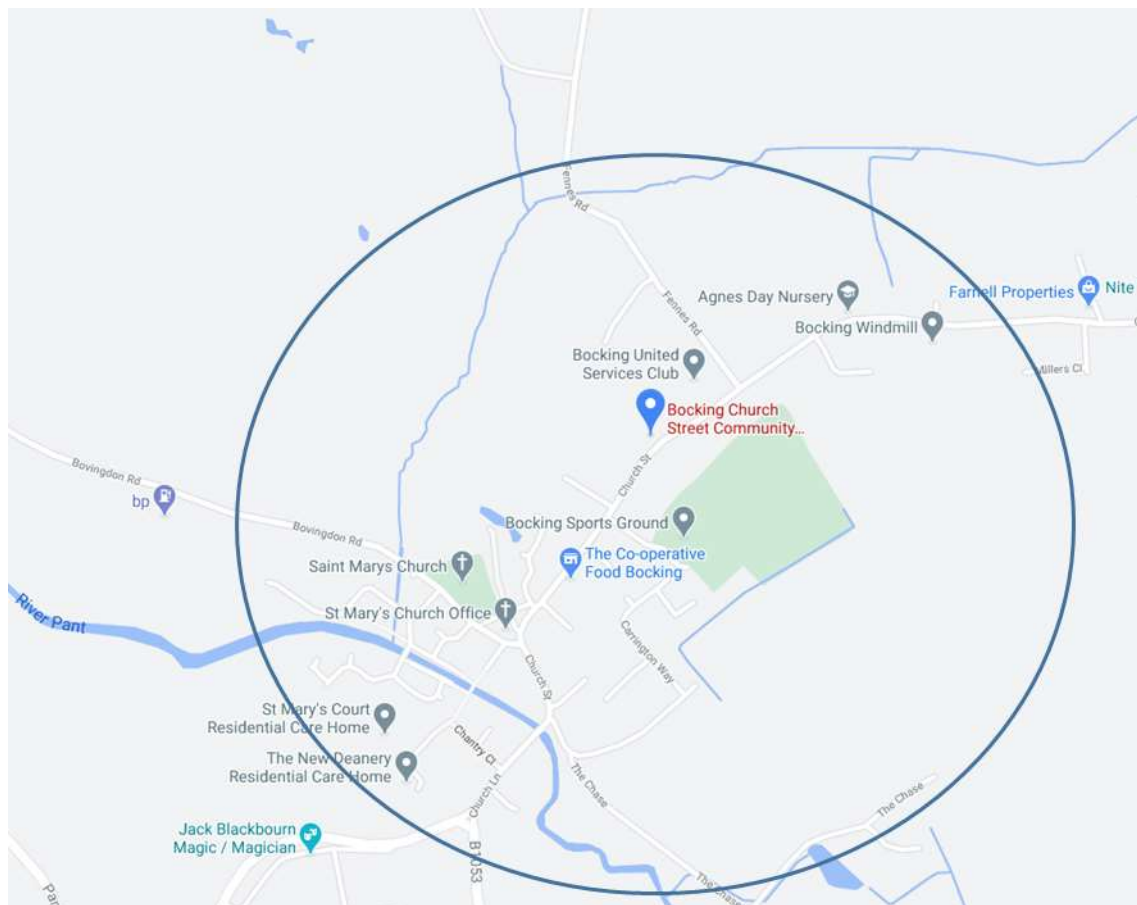 Fennes Rd
Agnes Day Nursery
Farnell Properties
Nite
Fennes Rd
Bocking Windmill
Bocking United
Services Club
Millers Cl
Bocking Church
Street Community...
Bovingdon Rd
bp
Church St
Bovingdon Rd
Bocking Sports Ground
The Co-operative
Food Bocking
Saint Marys Church
St Mary's Church Office
River Pant
Carrington Way
Church St
St Mary's Court
Residential Care Home
Chantry Cl
The New Deanery
Residential Care Home
The Chase
Church Ln
The Chase
Jack Blackbourn
Magic / Magician
B1053
The Chase